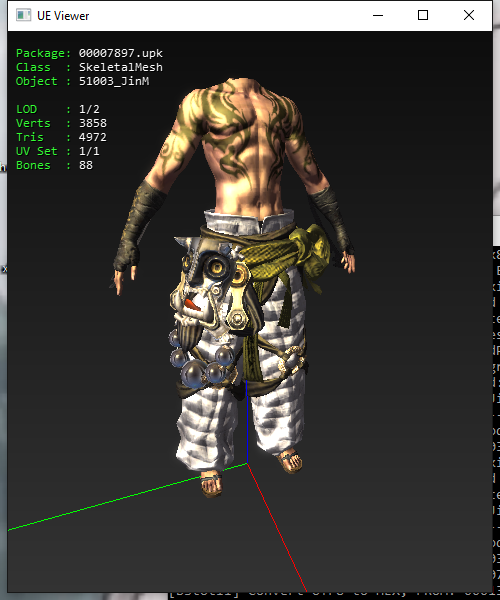 UE Viewer
Package: 00007897.upk
Class : SkeletalMesh
Object : 51003_JinM
LOD : 1/2
Verts : 3858
Tris : 4972
UV Set : 1/1
Bones : 88